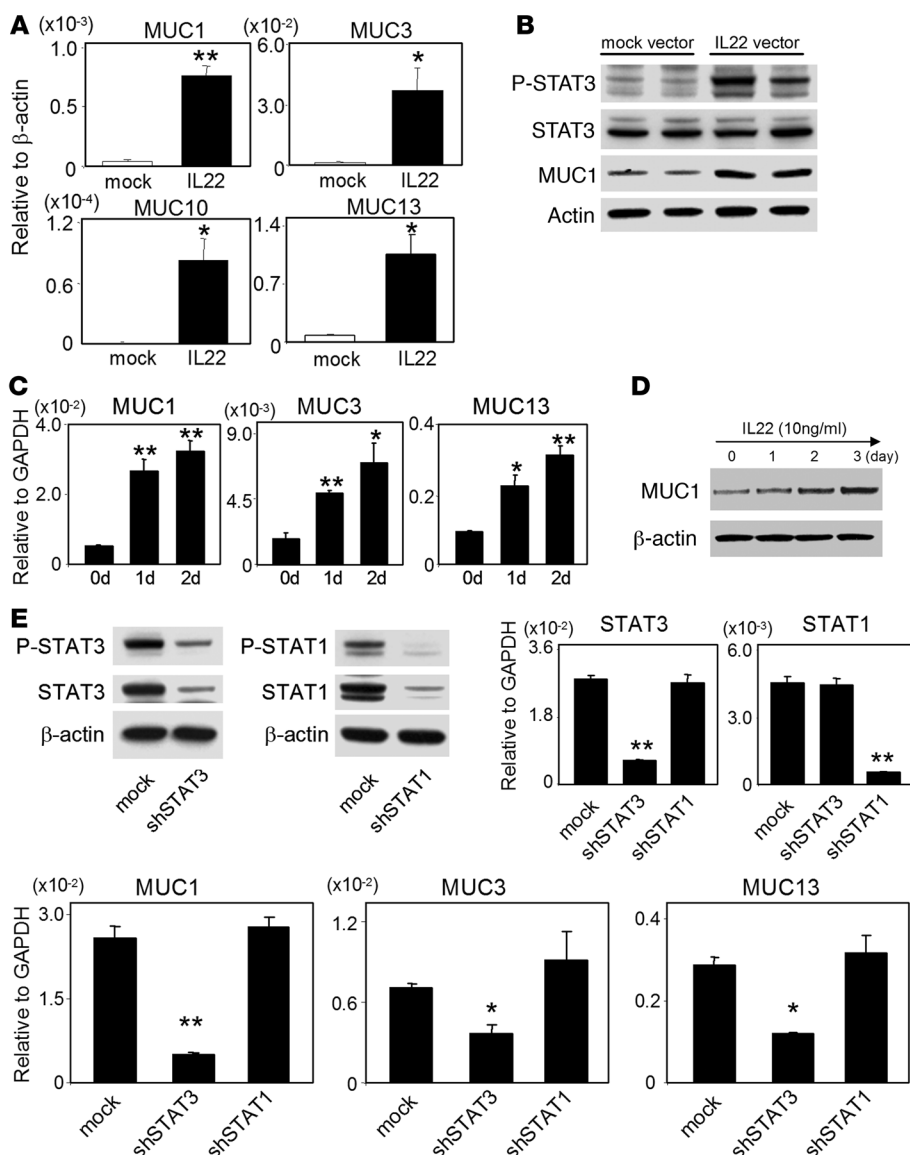 A
(x10-3)
MUC1
(x10-2)
MUC3
1.0
0.5
0
**
mock
IL22
6.0
3.0
0
*
mock
IL22
Relative to β-actin
(x10-4)
MUC10
MUC13
1.2
0.6
0
*
mock
IL22
1.4
0.7
0
*
mock
IL22
B
mock vector
IL22 vector
P-STAT3
STAT3
MUC1
Actin
C
(x10-2)
MUC1
(x10-3)
MUC3
MUC13
Relative to GAPDH
4.0
2.0
0
**
**
0d
1d
2d
9.0
4.5
0
**
*
0d
1d
2d
0.4
0.2
0
*
**
0d
1d
2d
D
IL22 (10ng/ml)
0 1 2 3 (day)
MUC1
β-actin
E
P-STAT3
STAT3
β-actin
mock
shSTAT3
P-STAT1
STAT1
β-actin
mock
shSTAT1
(x10-2)
STAT3
Relative to GAPDH
3.6
1.8
0
**
mock
shSTAT3
shSTAT1
(x10-3)
STAT1
6.0
3.0
0
**
mock
shSTAT3
shSTAT1
(x10-2)
MUC1
Relative to GAPDH
3.0
1.5
0
**
mock
shSTAT3
shSTAT1
(x10-2)
MUC3
1.2
0.6
0
*
mock
shSTAT3
shSTAT1
MUC13
0.4
0.2
0
*
mock
shSTAT3
shSTAT1